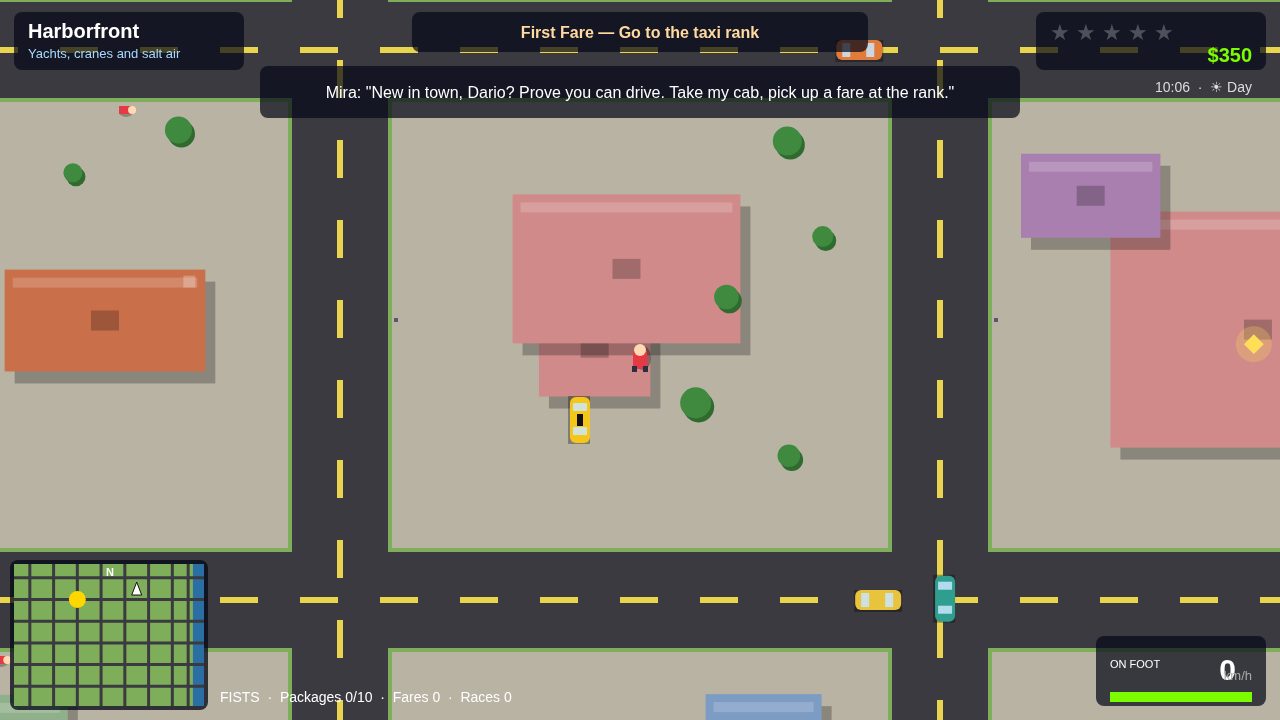 Harborfront
Yachts, cranes and salt air
First Fare — Go to the taxi rank
★ ★ ★ ★ ★
$350
Mira: "New in town, Dario? Prove you can drive. Take my cab, pick up a fare at the rank."
10:06 · ☀ Day
N
FISTS · Packages 0/10 · Fares 0 · Races 0
ON FOOT
0 km/h